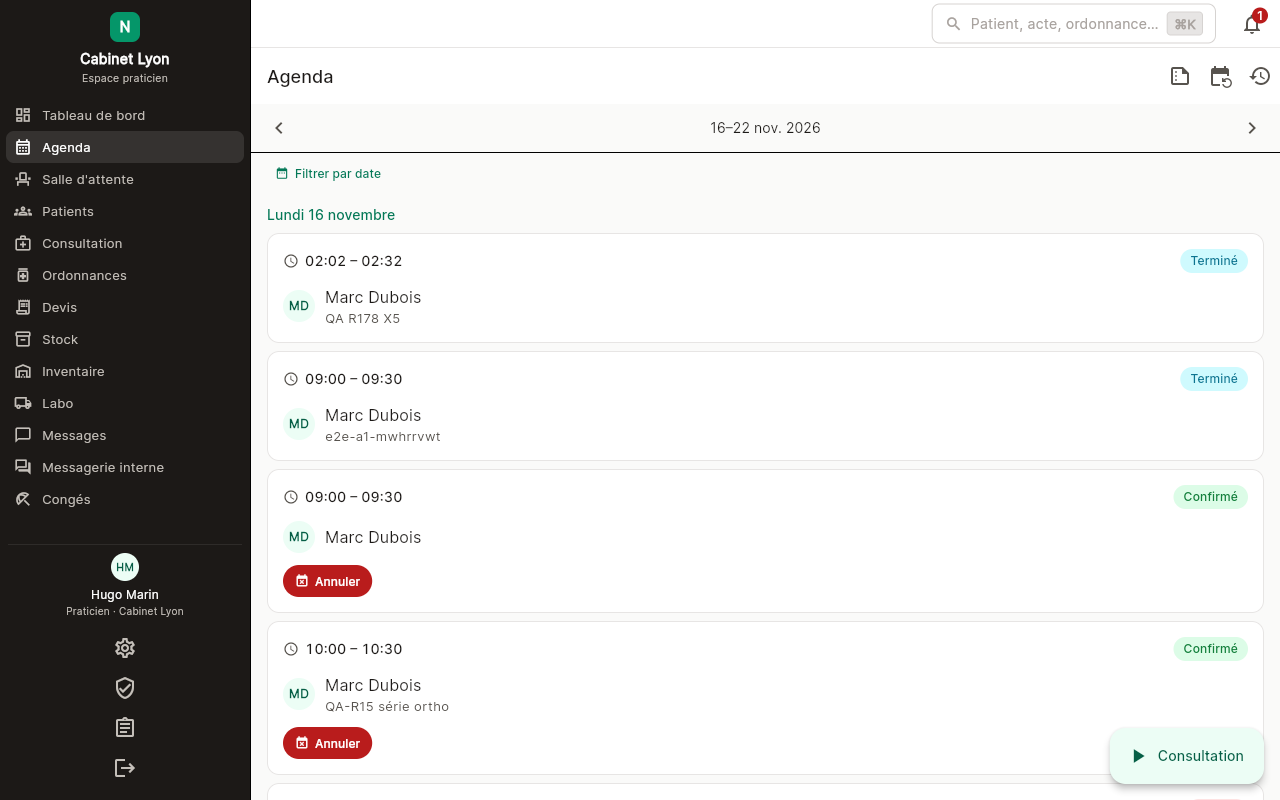 N
Cabinet Lyon
Espace praticien
Tableau de bord
Agenda
Salle d'attente
Patients
Consultation
Ordonnances
Devis
Stock
Inventaire
Labo
Messages
Messagerie interne
Congés
HM
Hugo Marin
Praticien · Cabinet Lyon
Patient, acte, ordonnance... ⌘K
1
Agenda
16–22 nov. 2026
Filtrer par date
Lundi 16 novembre
02:02 – 02:32 Terminé
MD Marc Dubois
QA R178 X5
09:00 – 09:30 Terminé
MD Marc Dubois
e2e-a1-mwhrrvwt
09:00 – 09:30 Confirmé
MD Marc Dubois
Annuler
10:00 – 10:30 Confirmé
MD Marc Dubois
QA-R15 série ortho
Annuler
Consultation